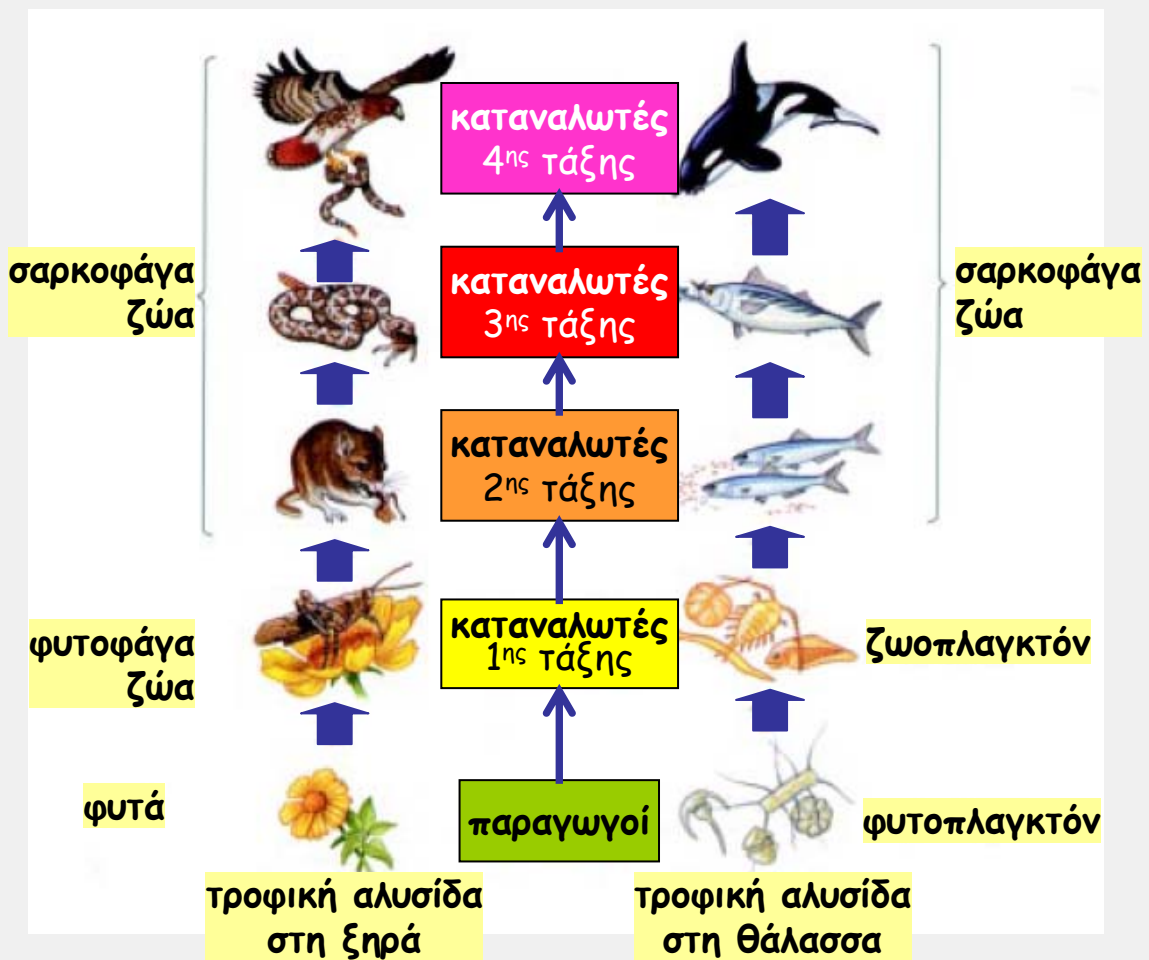 καταναλωτές
4ης τάξης
σαρκοφάγα
ζώα
καταναλωτές
3ης τάξης
σαρκοφάγα
ζώα
καταναλωτές
2ης τάξης
φυτοφάγα
ζώα
καταναλωτές
1ης τάξης
ζωοπλαγκτόν
φυτά
παραγωγοί
φυτοπλαγκτόν
τροφική αλυσίδα
στη ξηρά
τροφική αλυσίδα
στη θάλασσα